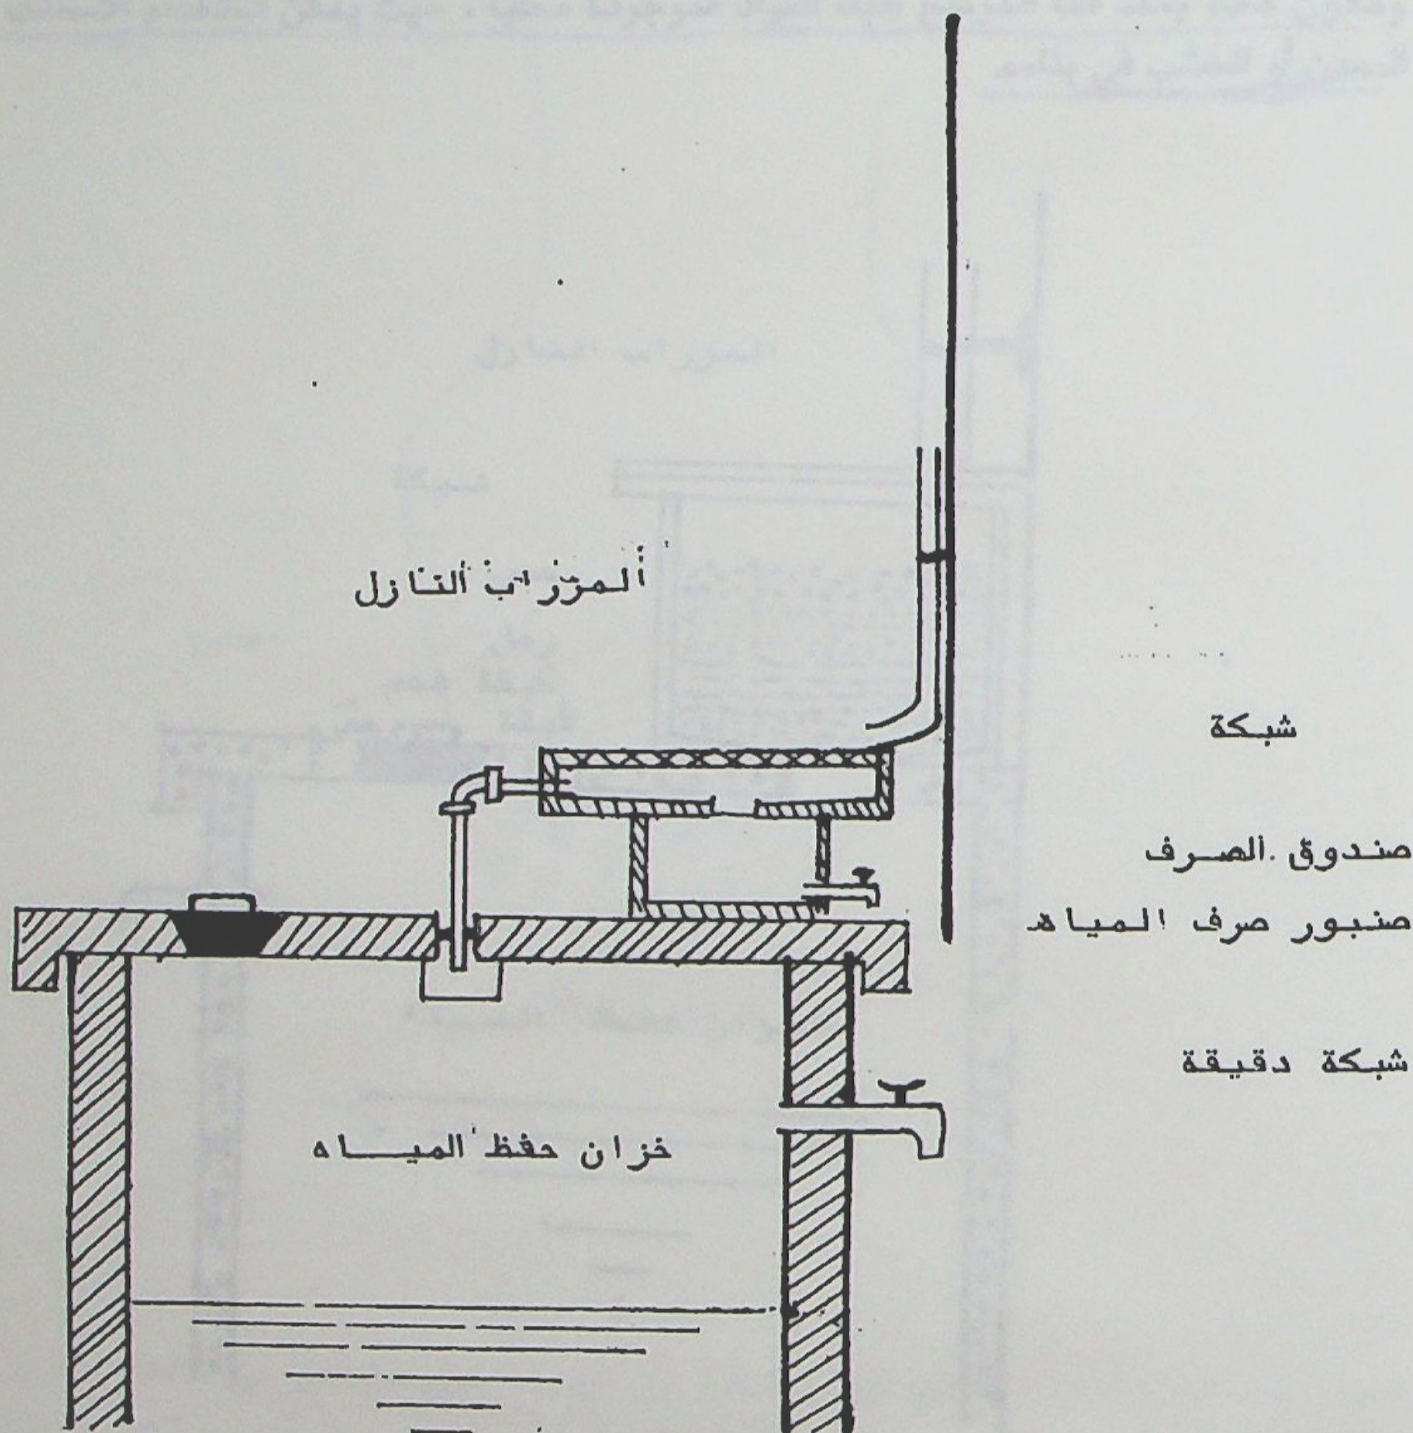 المزراب النازل
شبكة
صندوق الصرف
صنبور صرف المياه
شبكة دقيقة
خزان حفظ المياه